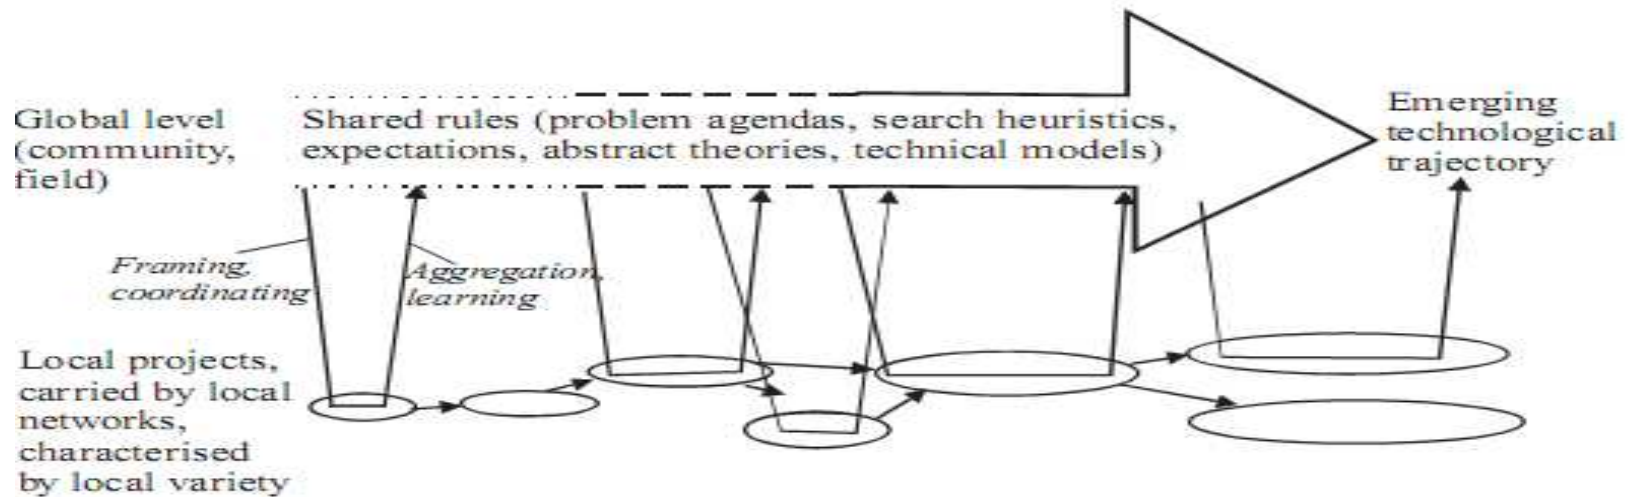 Global level
(community,
field)
Shared rules (problem agendas, search heuristics,
expectations, abstract theories, technical models)
Emerging
technological
trajectory
Framing,
coordinating
Aggregation,
learning
Local projects,
carried by local
networks,
characterised
by local variety